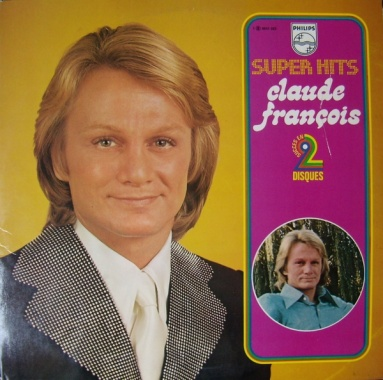 PHILIPS
SUPER HITS
claude
françois
2
DISQUES